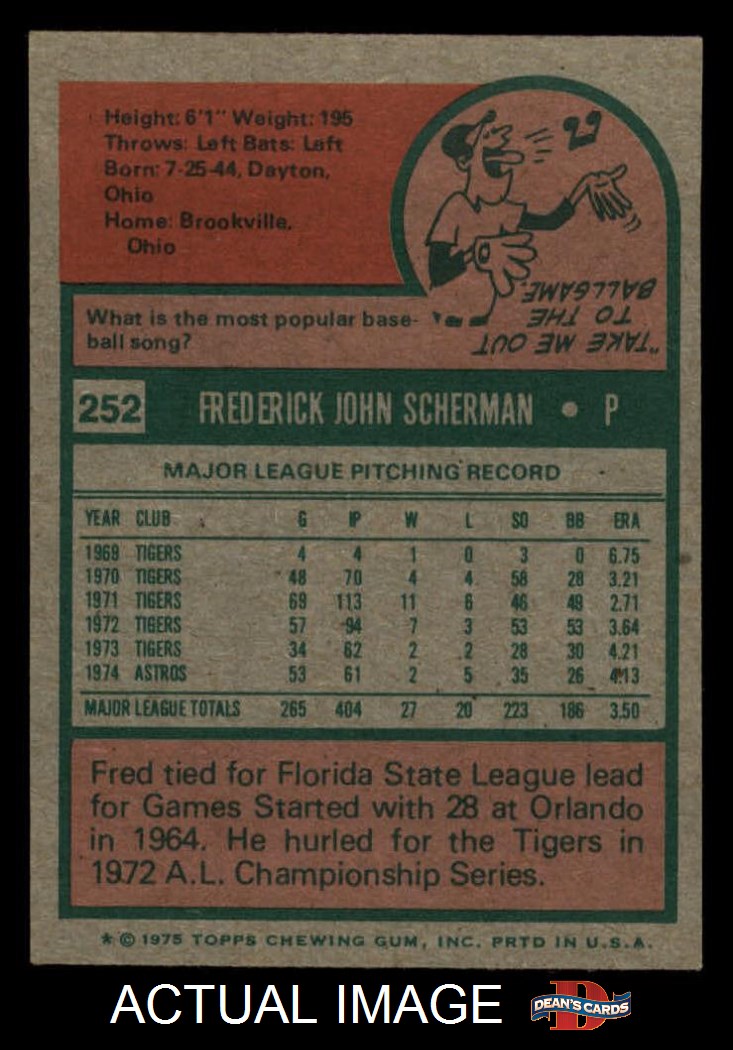 Height: 6'1" Weight: 195
Throws: Left Bats: Left
Born: 7-25-44, Dayton,
Ohio
Home: Brookville,
Ohio
What is the most popular base-
ball song?
"TAKE ME OUT
TO THE
BALLGAME.
252 FREDERICK JOHN SCHERMAN • P
MAJOR LEAGUE PITCHING RECORD
YEAR CLUB G IP W L SO BB ERA
1969 TIGERS 4 4 1 0 3 0 6.75
1970 TIGERS 48 70 4 4 58 28 3.21
1971 TIGERS 69 113 11 6 46 49 2.71
1972 TIGERS 57 94 7 3 53 53 3.64
1973 TIGERS 34 62 2 2 28 30 4.21
1974 ASTROS 53 61 2 5 35 26 4.13
MAJOR LEAGUE TOTALS 265 404 27 20 223 186 3.50
Fred tied for Florida State League lead
for Games Started with 28 at Orlando
in 1964. He hurled for the Tigers in
1972 A.L. Championship Series.
* © 1975 TOPPS CHEWING GUM, INC. PRTD IN U.S.A.
ACTUAL IMAGE
D
DEAN'S CARDS